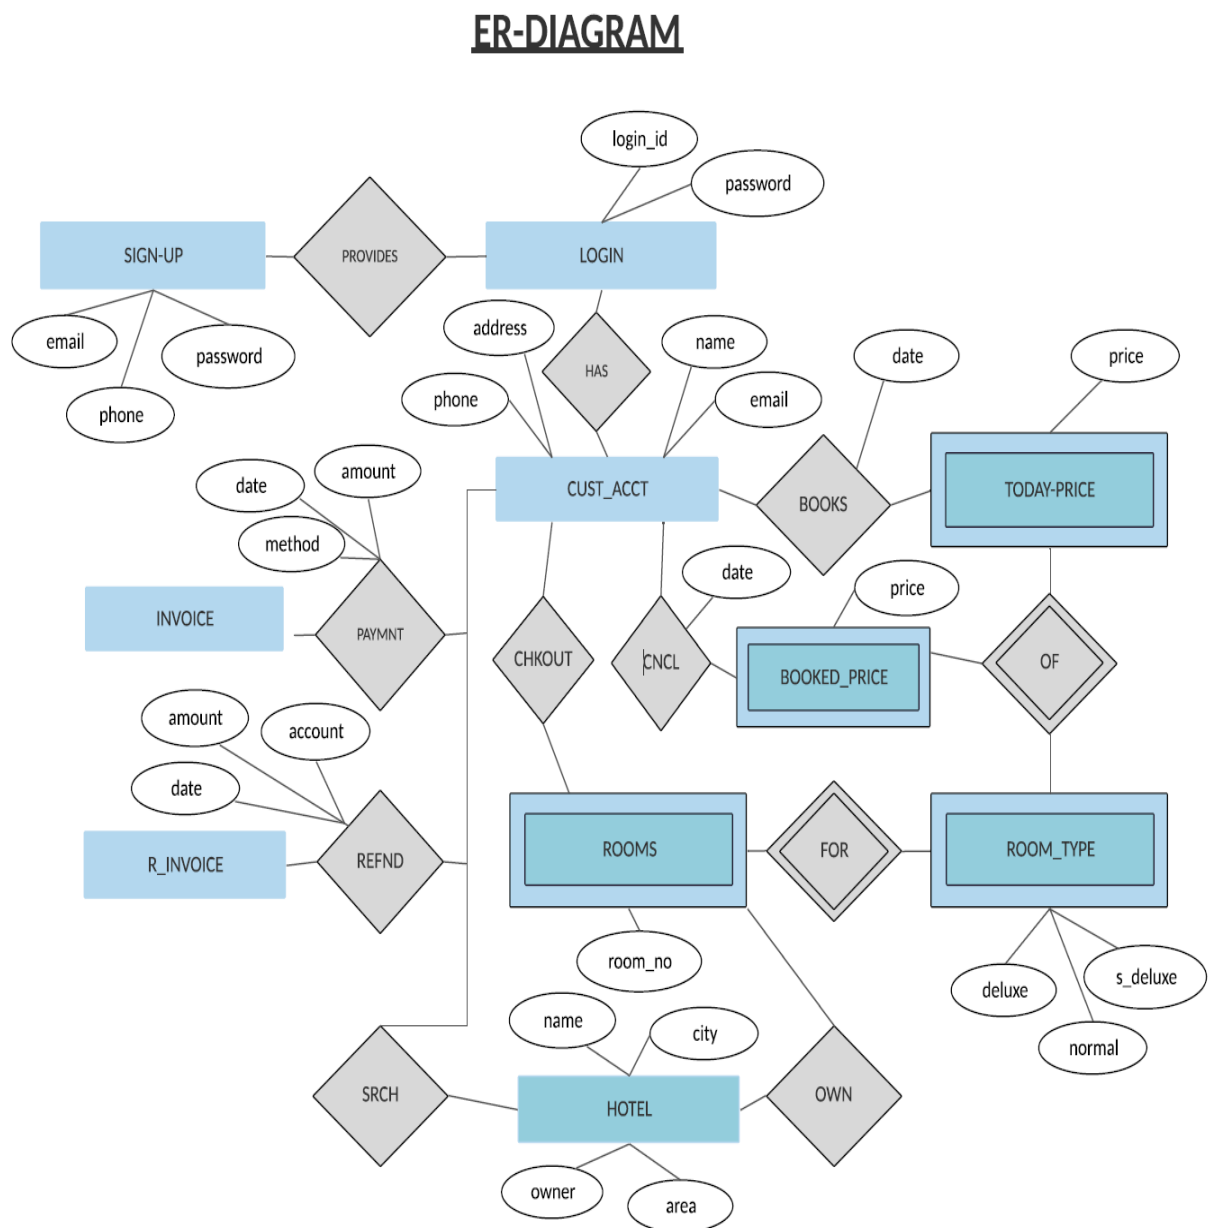 ER-DIAGRAM
login_id
password
SIGN-UP
PROVIDES
LOGIN
email
phone
password
address
phone
HAS
name
email
date
price
date
amount
method
CUST_ACCT
BOOKS
TODAY-PRICE
INVOICE
PAYMNT
CHKOUT
CNCL
date
price
BOOKED_PRICE
OF
amount
account
date
R_INVOICE
REFND
ROOMS
FOR
ROOM_TYPE
room_no
deluxe
s_deluxe
normal
name
city
SRCH
HOTEL
OWN
owner
area